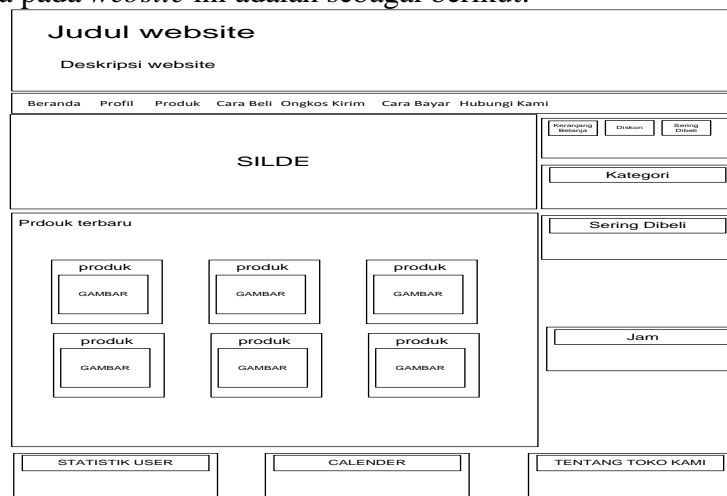 pada website ini adalah sebagai berikut:
Judul website
Deskripsi website
Beranda Profil Produk Cara Beli Ongkos Kirim Cara Bayar Hubungi Kami
SILDE
Keranjang
Belanja
Diskon
Sering
Dibeli
Kategori
Prdouk terbaru
Sering Dibeli
produk produk produk
GAMBAR GAMBAR GAMBAR
Jam
produk produk produk
GAMBAR GAMBAR GAMBAR
STATISTIK USER CALENDER TENTANG TOKO KAMI